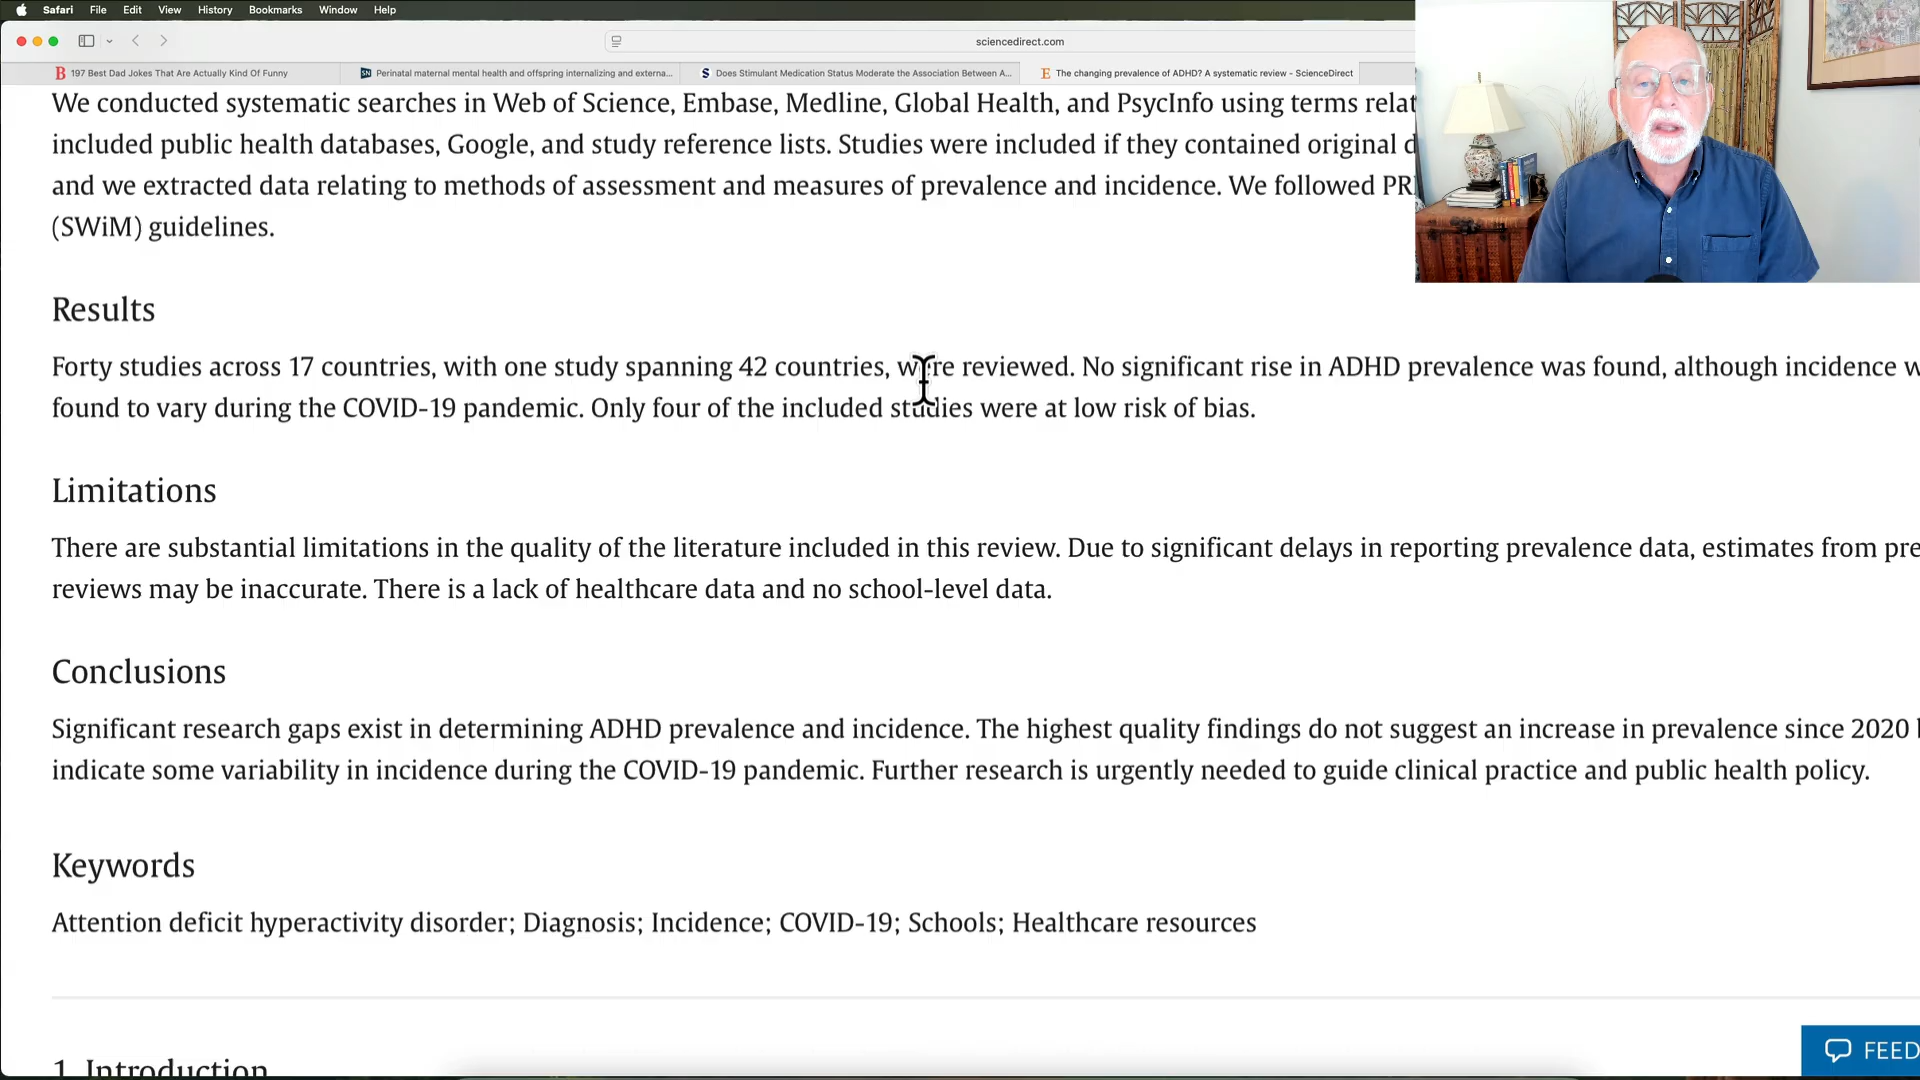 Safari File Edit View History Bookmarks Window Help
sciencedirect.com
B 197 Best Dad Jokes That Are Actually Kind Of Funny
SN Perinatal maternal mental health and offspring internalizing and externa...
S Does Stimulant Medication Status Moderate the Association Between A...
E The changing prevalence of ADHD? A systematic review - ScienceDirect
We conducted systematic searches in Web of Science, Embase, Medline, Global Health, and PsycInfo using terms relat
included public health databases, Google, and study reference lists. Studies were included if they contained original d
and we extracted data relating to methods of assessment and measures of prevalence and incidence. We followed PR
(SWiM) guidelines.
Results
Forty studies across 17 countries, with one study spanning 42 countries, were reviewed. No significant rise in ADHD prevalence was found, although incidence w
found to vary during the COVID-19 pandemic. Only four of the included studies were at low risk of bias.
Limitations
There are substantial limitations in the quality of the literature included in this review. Due to significant delays in reporting prevalence data, estimates from pre
reviews may be inaccurate. There is a lack of healthcare data and no school-level data.
Conclusions
Significant research gaps exist in determining ADHD prevalence and incidence. The highest quality findings do not suggest an increase in prevalence since 2020
indicate some variability in incidence during the COVID-19 pandemic. Further research is urgently needed to guide clinical practice and public health policy.
Keywords
Attention deficit hyperactivity disorder; Diagnosis; Incidence; COVID-19; Schools; Healthcare resources
1. Introduction
FEED